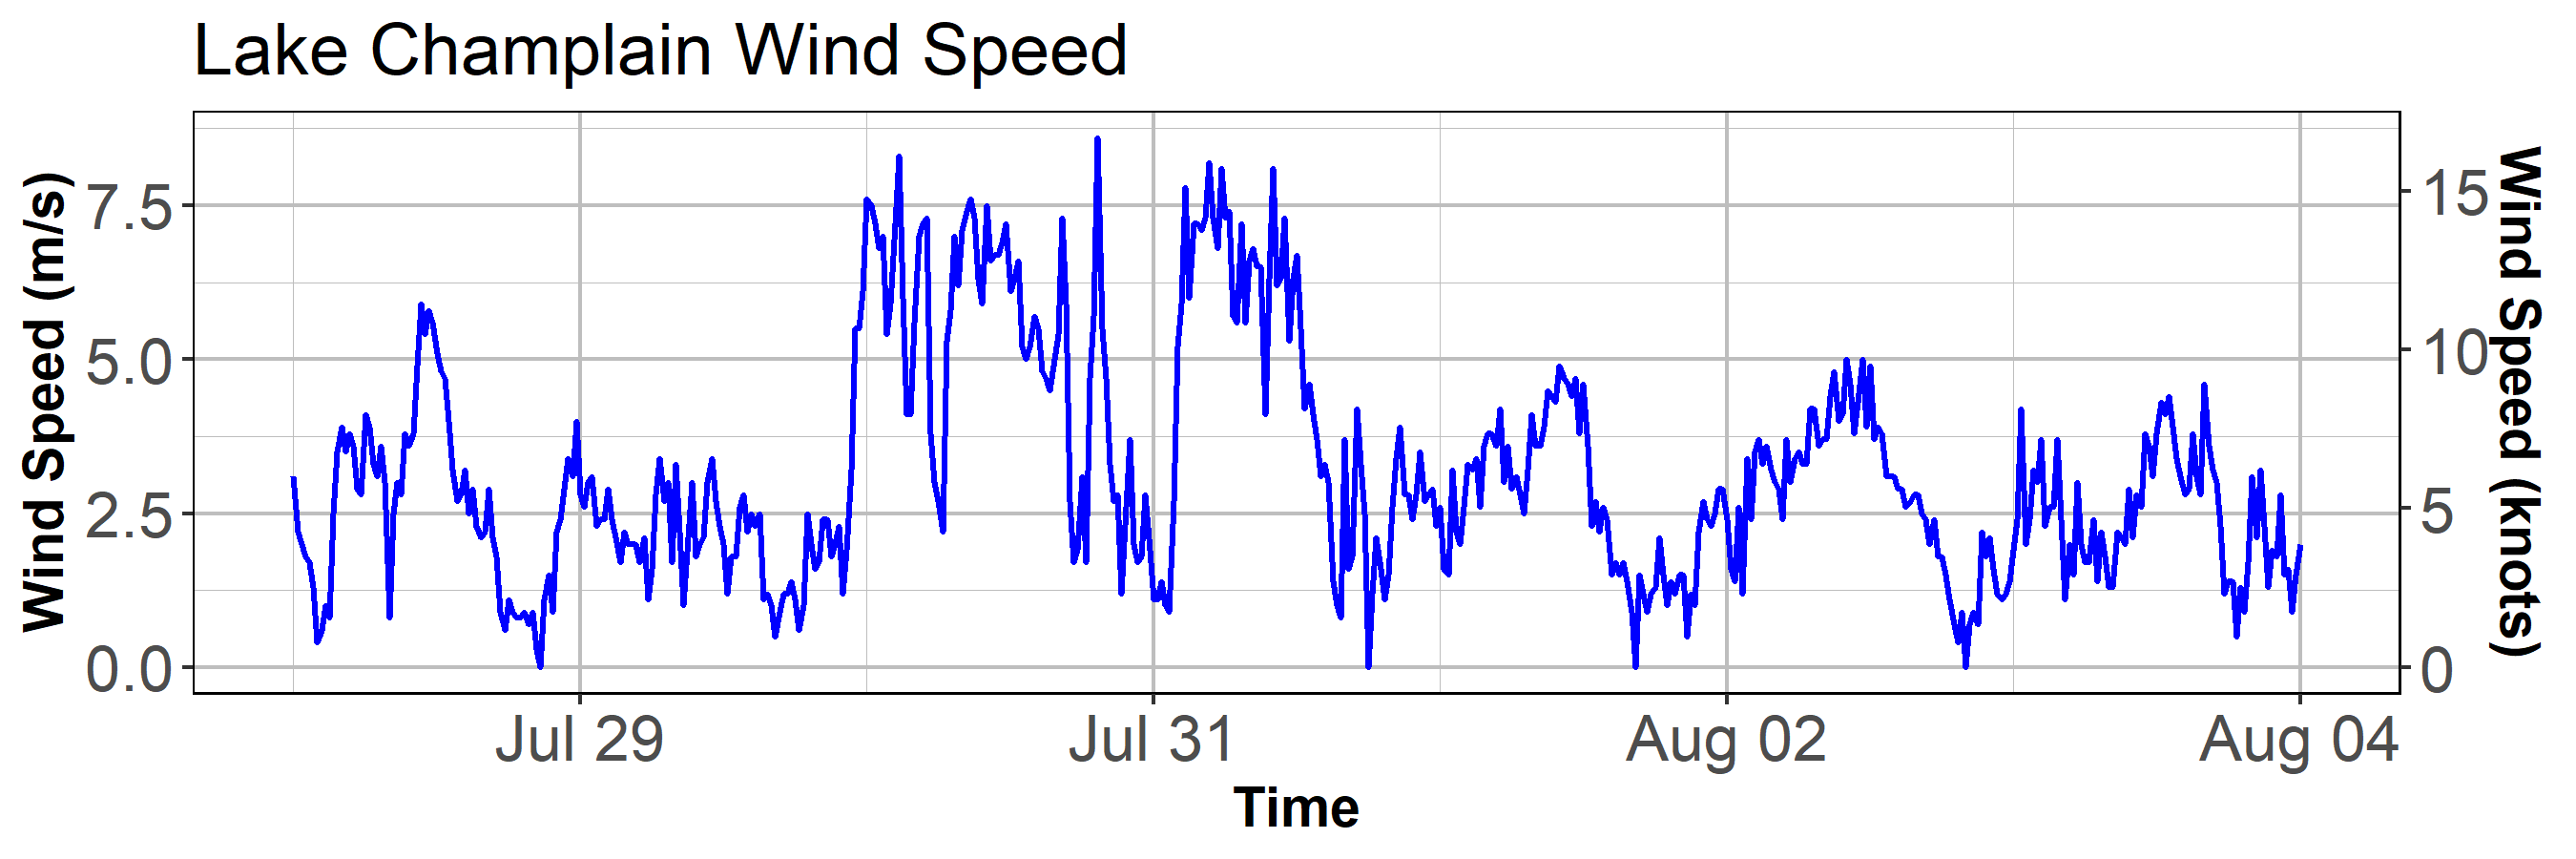 Lake Champlain Wind Speed
Wind Speed (m/s)
7.5
5.0
2.5
0.0
15
10
5
0
Wind Speed (knots)
Jul 29
Jul 31
Aug 02
Aug 04
Time